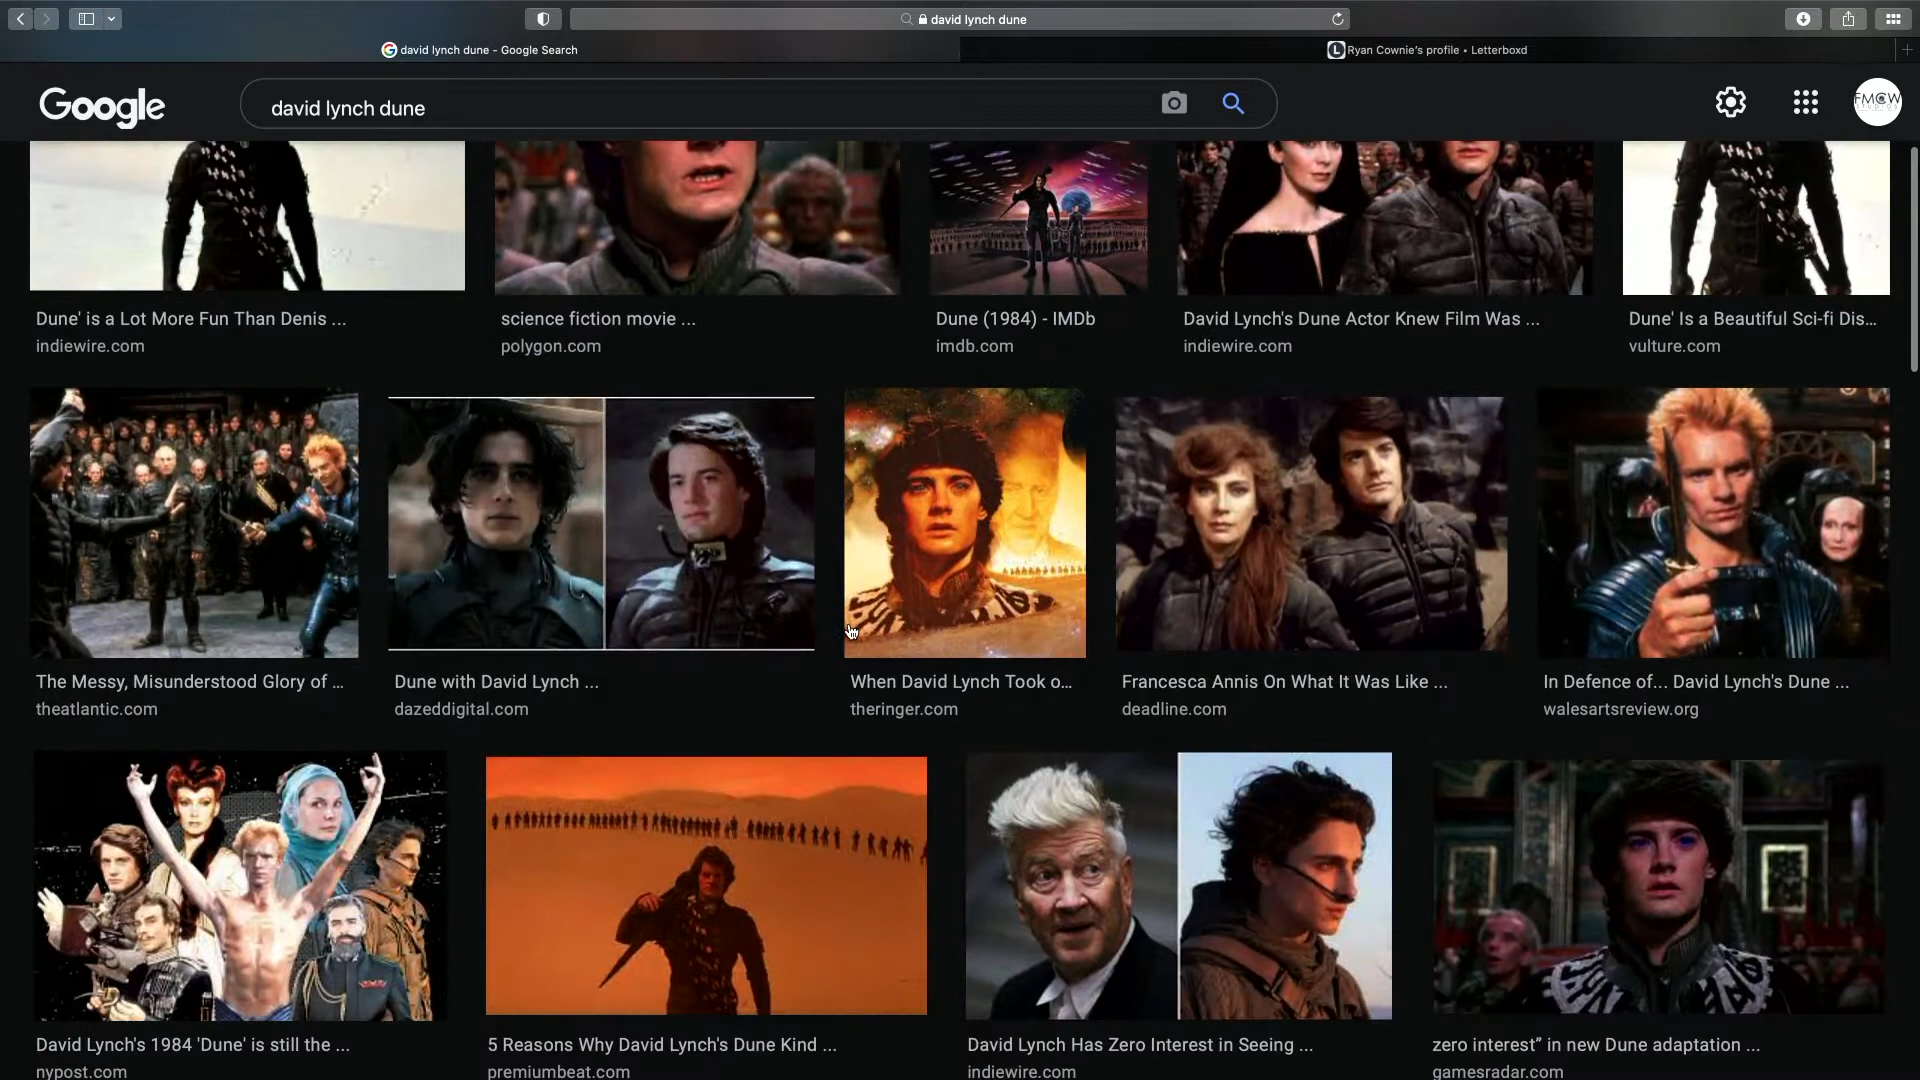 david lynch dune
david lynch dune - Google Search
Ryan Cownie's profile • Letterboxd
Google
david lynch dune
FMCW
STUDIOS
Dune' is a Lot More Fun Than Denis ...
indiewire.com
science fiction movie ...
polygon.com
Dune (1984) - IMDb
imdb.com
David Lynch's Dune Actor Knew Film Was ...
indiewire.com
Dune' Is a Beautiful Sci-fi Dis...
vulture.com
The Messy, Misunderstood Glory of ...
theatlantic.com
Dune with David Lynch ...
dazeddigital.com
When David Lynch Took o...
theringer.com
Francesca Annis On What It Was Like ...
deadline.com
In Defence of... David Lynch's Dune ...
walesartsreview.org
David Lynch's 1984 'Dune' is still the ...
nypost.com
5 Reasons Why David Lynch's Dune Kind ...
premiumbeat.com
David Lynch Has Zero Interest in Seeing ...
indiewire.com
zero interest” in new Dune adaptation ...
gamesradar.com